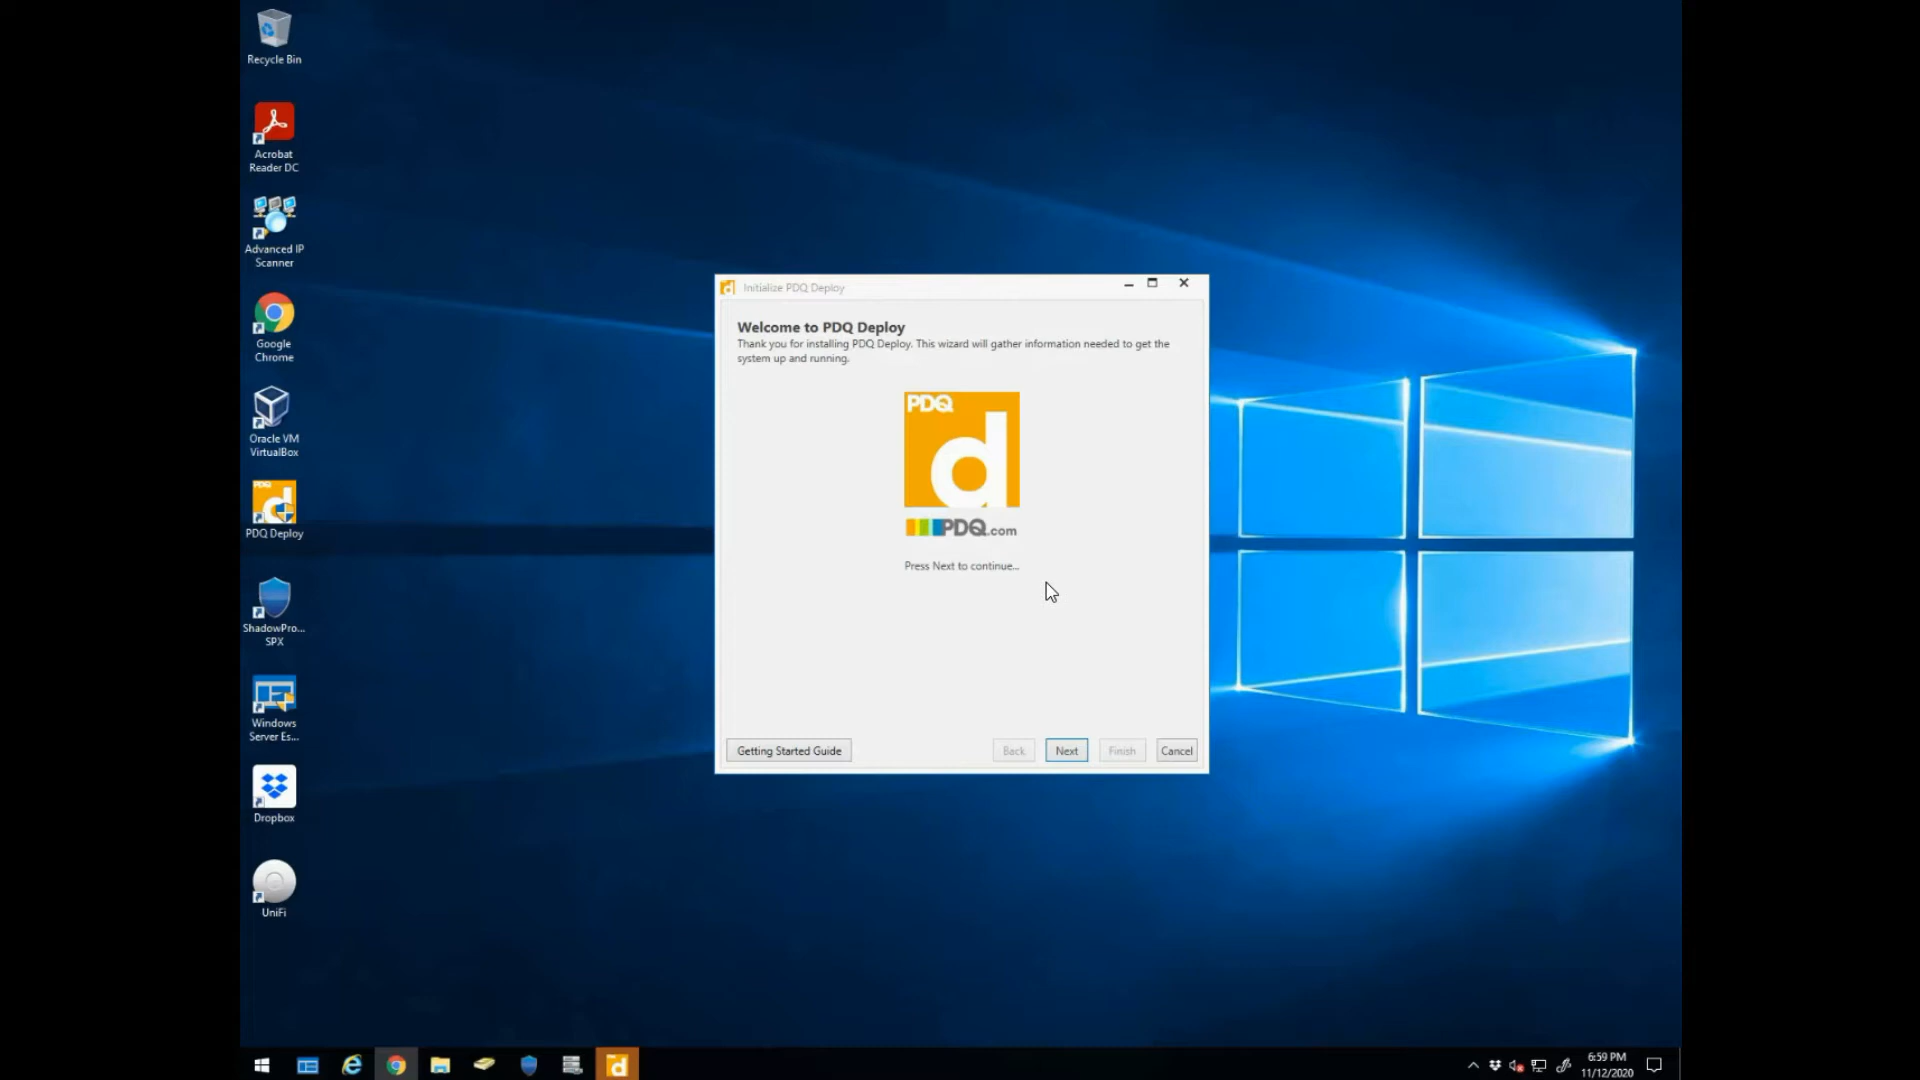 Recycle Bin
Acrobat
Reader DC
Advanced IP
Scanner
Google
Chrome
Oracle VM
VirtualBox
PDQ
PDQ Deploy
ShadowPro...
SPX
Windows
Server Es...
Dropbox
UniFi
Initialize PDQ Deploy
Welcome to PDQ Deploy
Thank you for installing PDQ Deploy. This wizard will gather information needed to get the
system up and running.
PDQ
d
PDQ.com
Press Next to continue...
Getting Started Guide
Back
Next
Finish
Cancel
6:59 PM
11/12/2020